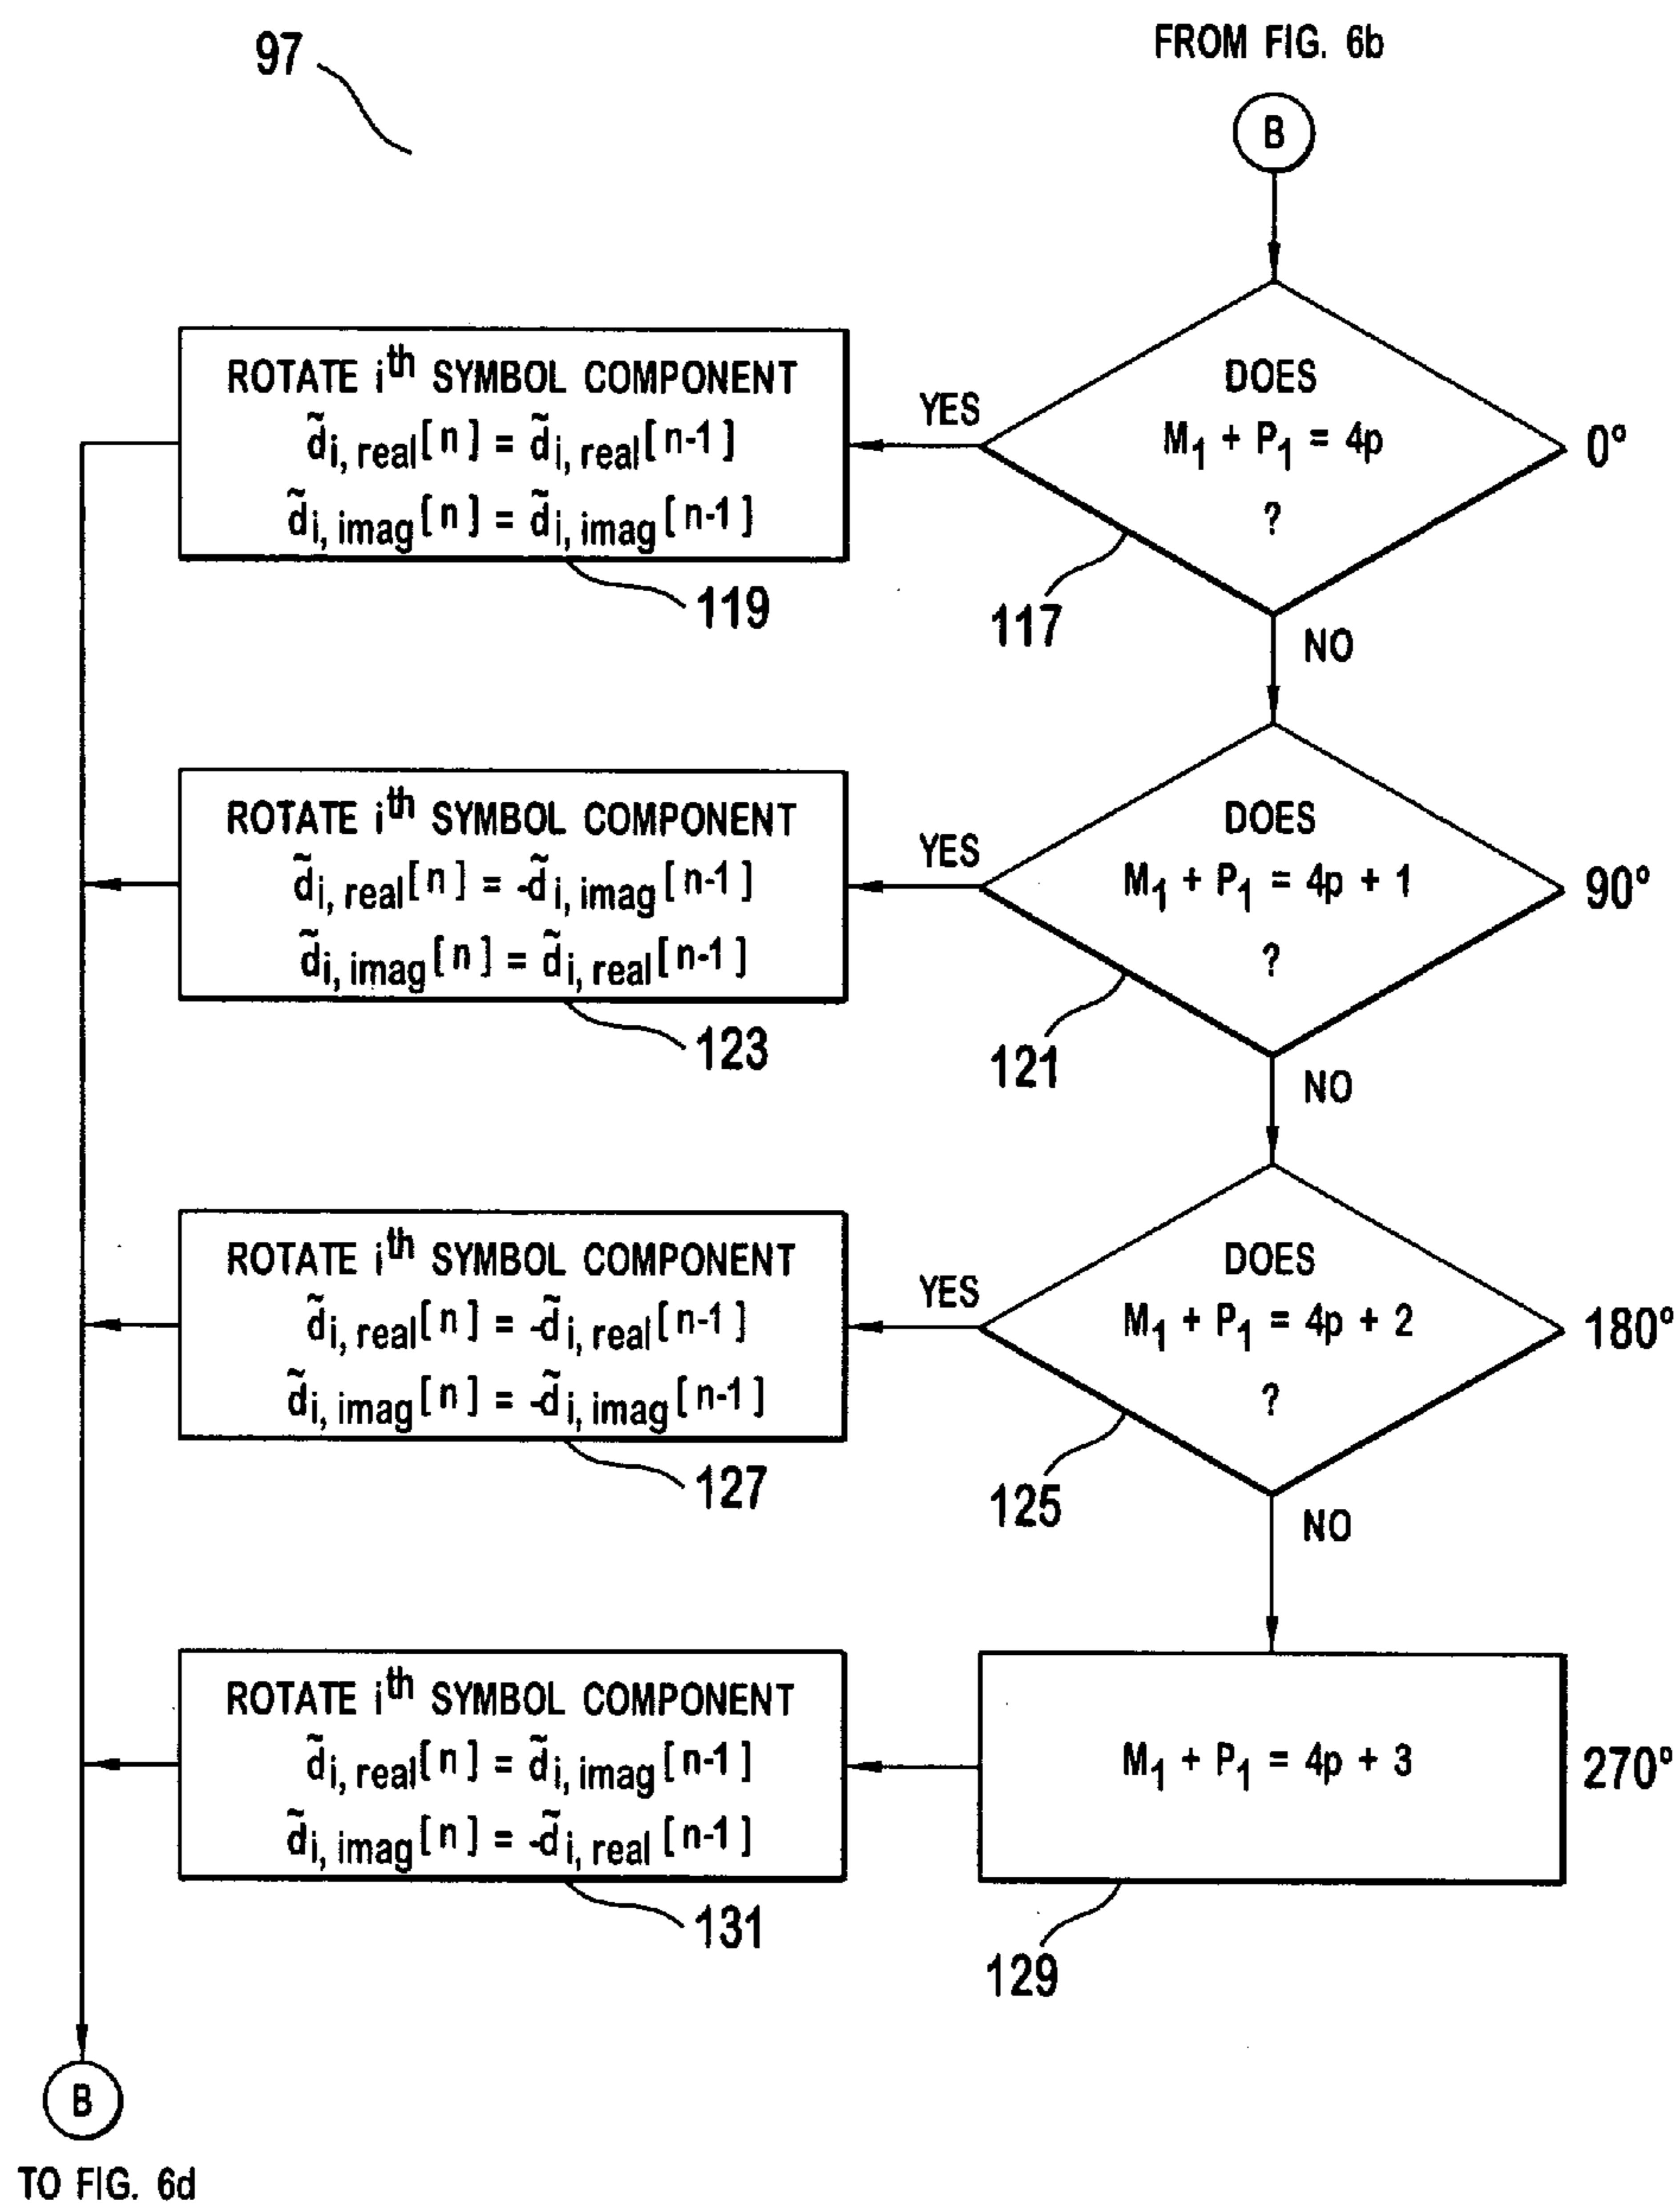 97
FROM FIG. 6b
B
DOES
M₁ + P₁ = 4p
?
0°
YES
117
NO
ROTATE iᵗʰ SYMBOL COMPONENT
d̃i, real[n] = d̃i, real[n-1]
d̃i, imag[n] = d̃i, imag[n-1]
119
DOES
M₁ + P₁ = 4p + 1
?
90°
YES
121
NO
ROTATE iᵗʰ SYMBOL COMPONENT
d̃i, real[n] = -d̃i, imag[n-1]
d̃i, imag[n] = d̃i, real[n-1]
123
DOES
M₁ + P₁ = 4p + 2
?
180°
YES
125
NO
ROTATE iᵗʰ SYMBOL COMPONENT
d̃i, real[n] = -d̃i, real[n-1]
d̃i, imag[n] = -d̃i, imag[n-1]
127
M₁ + P₁ = 4p + 3
270°
129
ROTATE iᵗʰ SYMBOL COMPONENT
d̃i, real[n] = d̃i, imag[n-1]
d̃i, imag[n] = -d̃i, real[n-1]
131
B
TO FIG. 6d